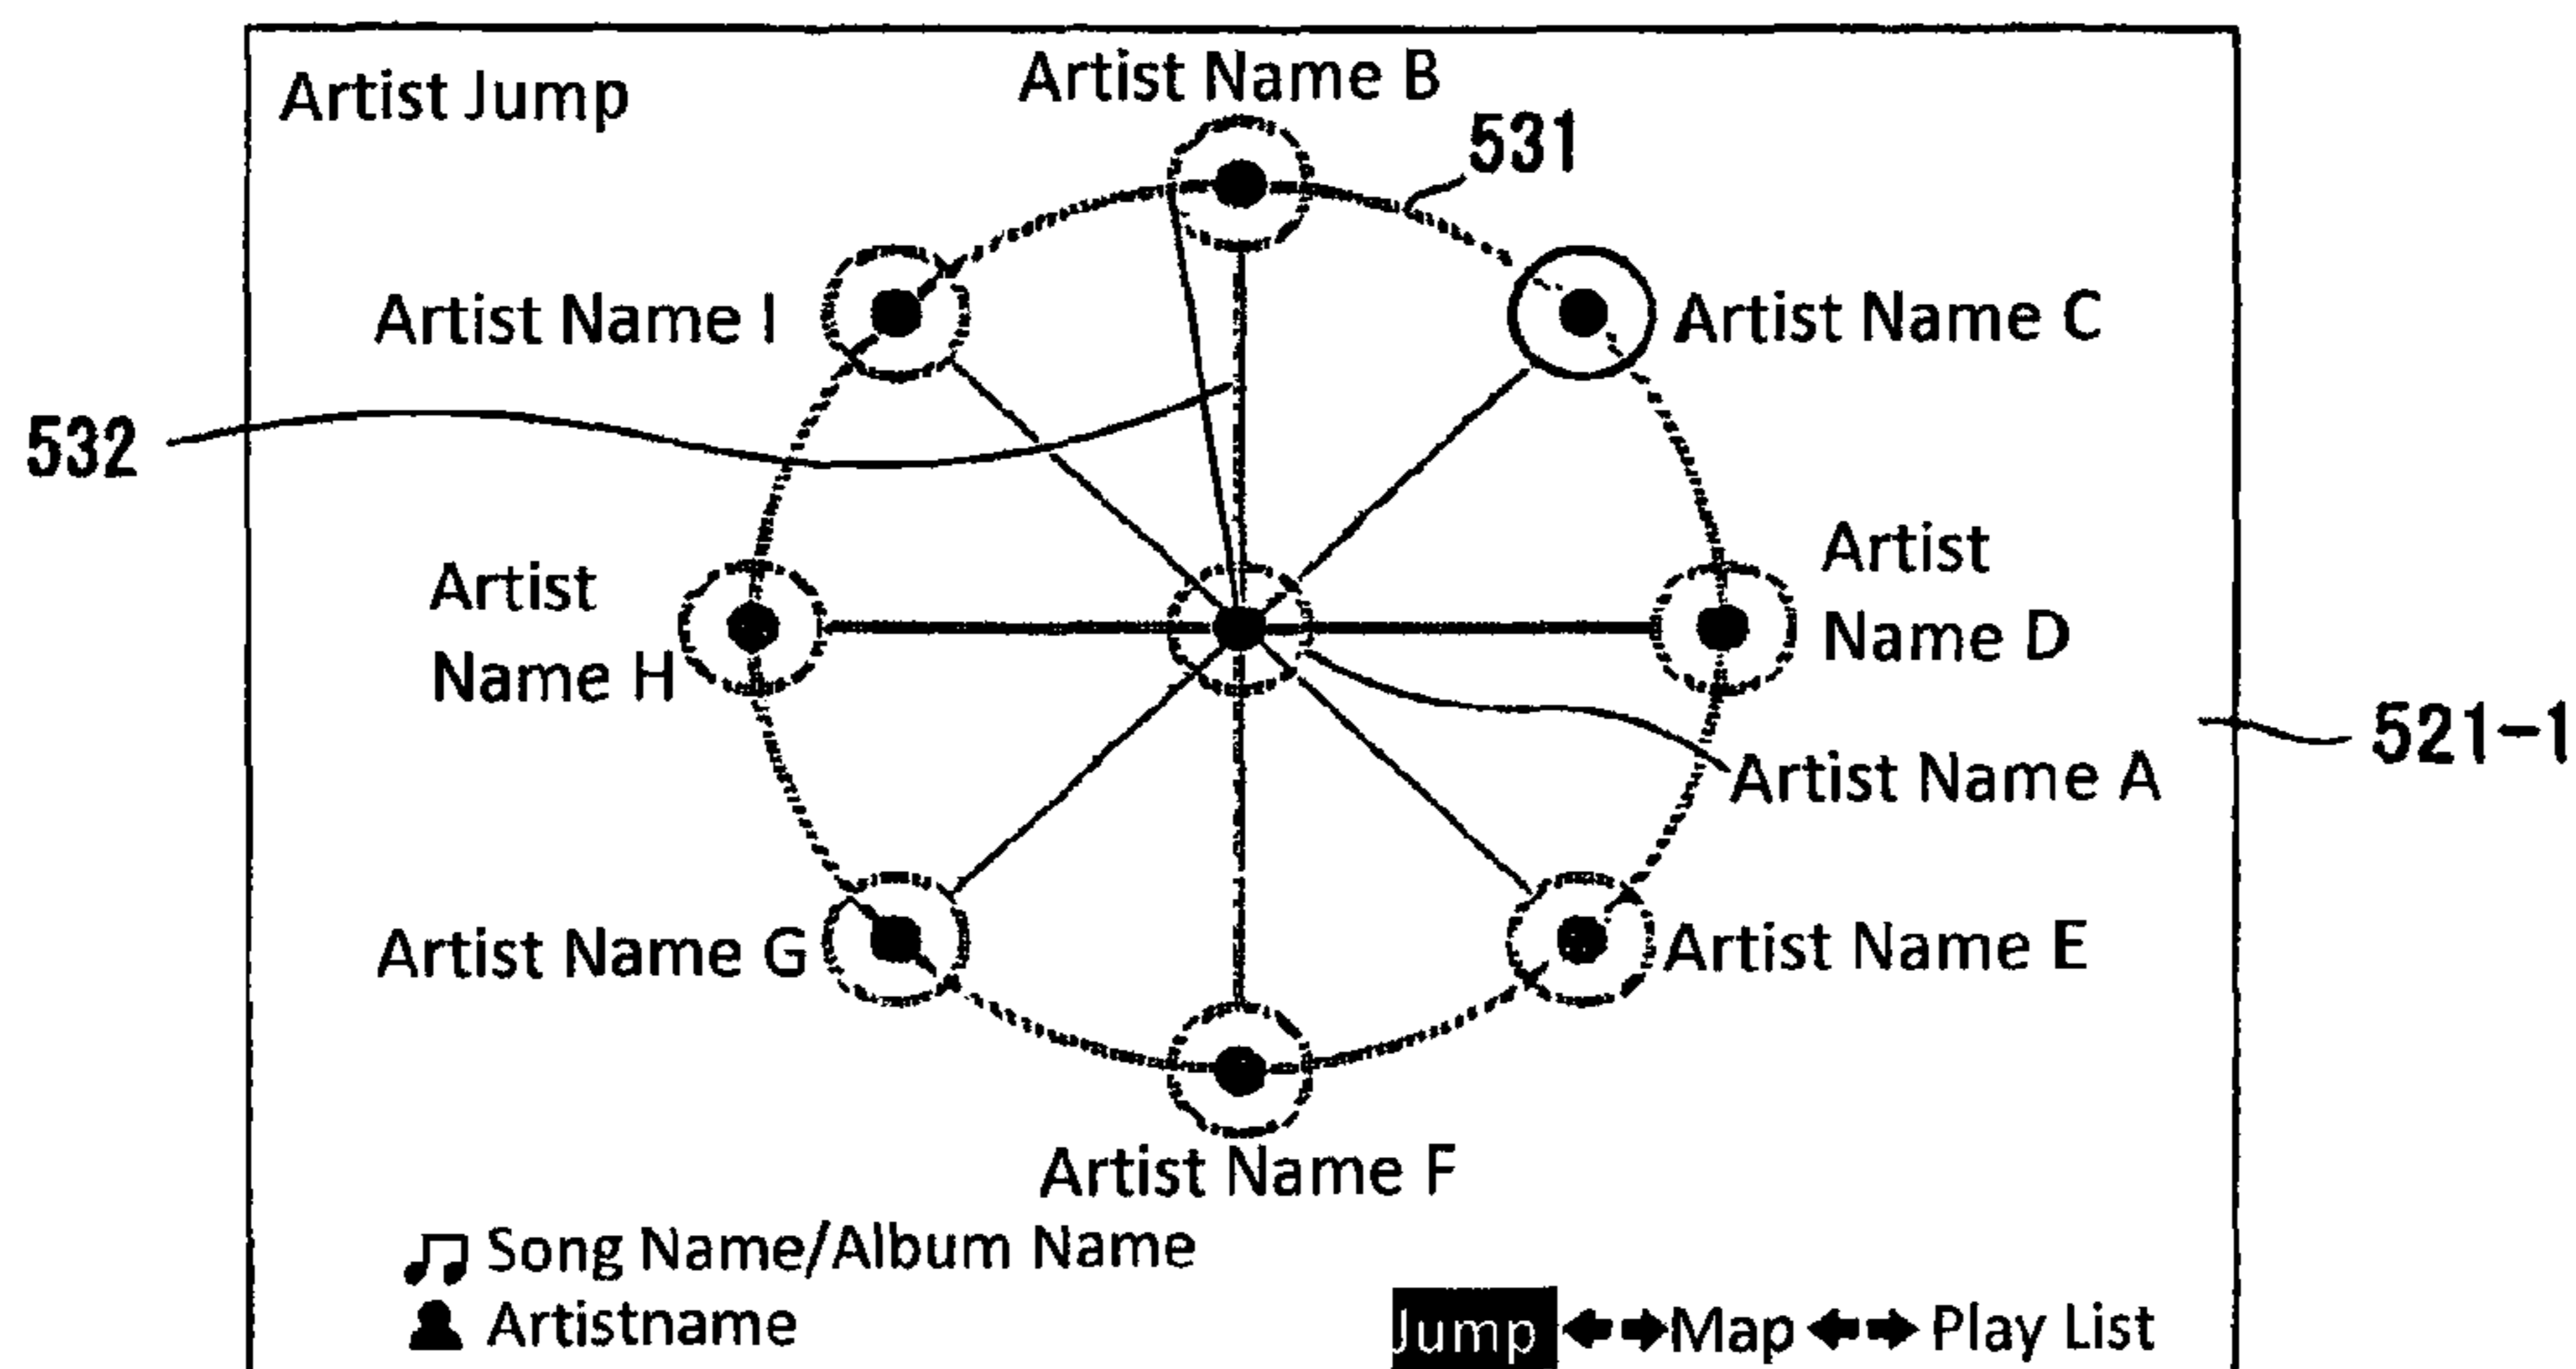 Artist Jump
Artist Name B
531
Artist Name I
Artist Name C
532
Artist
Name H
Artist
Name D
521-1
Artist Name A
Artist Name G
Artist Name E
Artist Name F
Song Name/Album Name
Artistname
Jump Map Play List